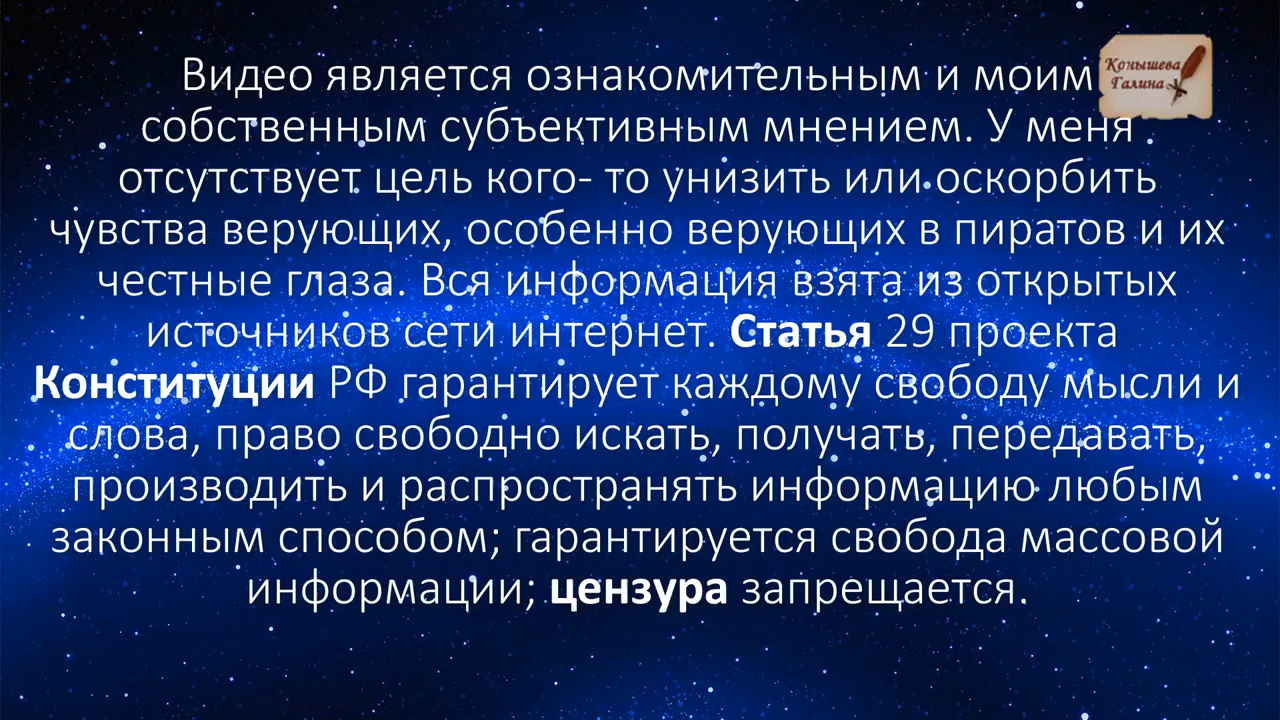 Видео является ознакомительным и моим
собственным субъективным мнением. У меня
отсутствует цель кого- то унизить или оскорбить
чувства верующих, особенно верующих в пиратов и их
честные глаза. Вся информация взята из открытых
источников сети интернет. Статья 29 проекта
Конституции РФ гарантирует каждому свободу мысли и
слова, право свободно искать, получать, передавать,
производить и распространять информацию любым
законным способом; гарантируется свобода массовой
информации; цензура запрещается.
Конышева
Галина